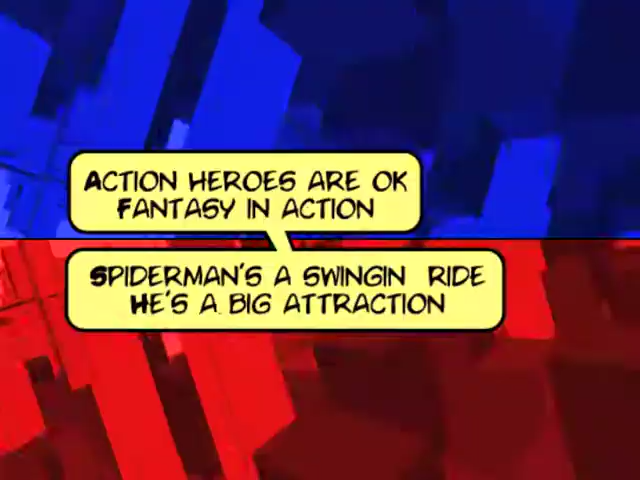 ACTION HEROES ARE OK
FANTASY IN ACTION
SPIDERMAN'S A SWINGIN RIDE
HE'S A BIG ATTRACTION